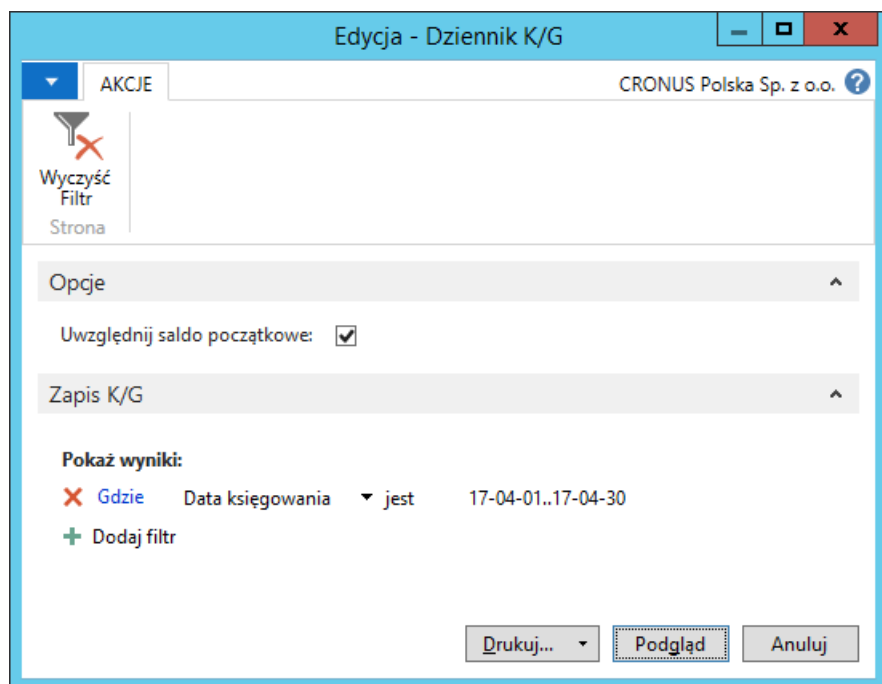 Edycja - Dziennik K/G
AKCJE
CRONUS Polska Sp. z o.o.
Wyczyść
Filtr
Strona
Opcje
Uwzględnij saldo początkowe:
Zapis K/G
Pokaż wyniki:
Gdzie Data księgowania jest 17-04-01..17-04-30
Dodaj filtr
Drukuj... Podgląd Anuluj